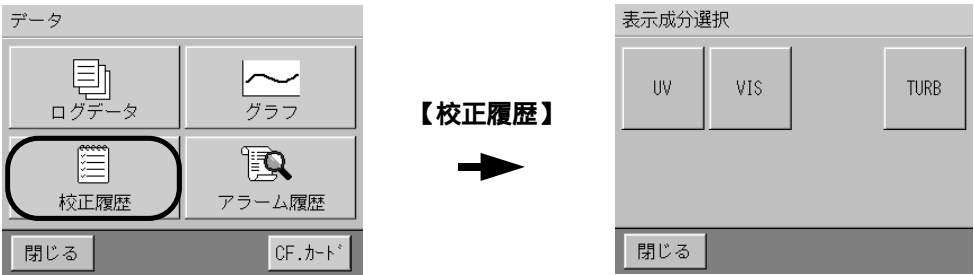 データ
ログデータ
グラフ
校正履歴
アラーム履歴
閉じる
CF.カード
【校正履歴】
表示成分選択
UV
VIS
TURB
閉じる